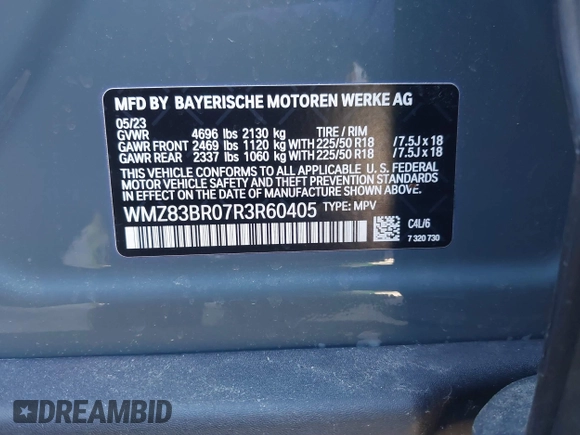 MFD BY BAYERISCHE MOTOREN WERKE AG
05/23
GVWR 4696 lbs 2130 kg TIRE / RIM
GAWR FRONT 2469 lbs 1120 kg WITH 225/50 R18 /7.5J x 18
GAWR REAR 2337 lbs 1060 kg WITH 225/50 R18 /7.5J x 18
THIS VEHICLE CONFORMS TO ALL APPLICABLE U.S. FEDERAL
MOTOR VEHICLE SAFETY, BUMPER, AND THEFT PREVENTION
STANDARDS IN EFFECT ON THE DATE OF MANUFACTURE SHOWN ABOVE.
WMZ83BR07R3R60405 TYPE: MPV
C4L/6
7 320 730
DREAMBID